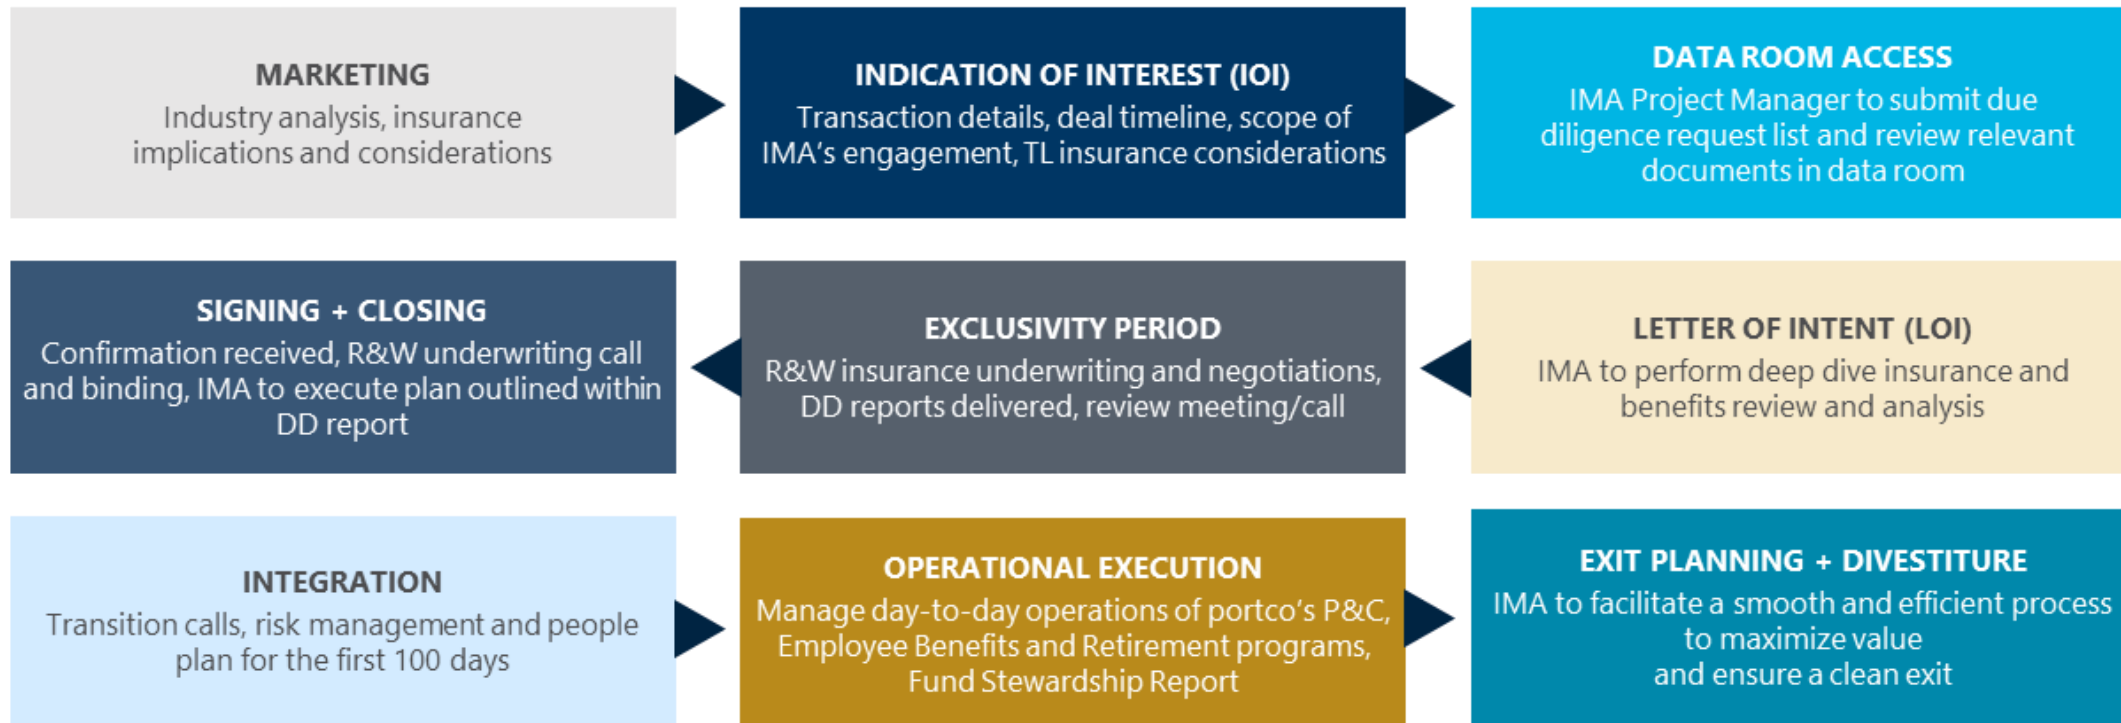 MARKETING
Industry analysis, insurance
implications and considerations
INDICATION OF INTEREST (IOI)
Transaction details, deal timeline, scope of
IMA's engagement, TL insurance considerations
DATA ROOM ACCESS
IMA Project Manager to submit due
diligence request list and review relevant
documents in data room
SIGNING + CLOSING
Confirmation received, R&W underwriting call
and binding, IMA to execute plan outlined within
DD report
EXCLUSIVITY PERIOD
R&W insurance underwriting and negotiations,
DD reports delivered, review meeting/call
LETTER OF INTENT (LOI)
IMA to perform deep dive insurance and
benefits review and analysis
INTEGRATION
Transition calls, risk management and people
plan for the first 100 days
OPERATIONAL EXECUTION
Manage day-to-day operations of portco's P&C,
Employee Benefits and Retirement programs,
Fund Stewardship Report
EXIT PLANNING + DIVESTITURE
IMA to facilitate a smooth and efficient process
to maximize value
and ensure a clean exit